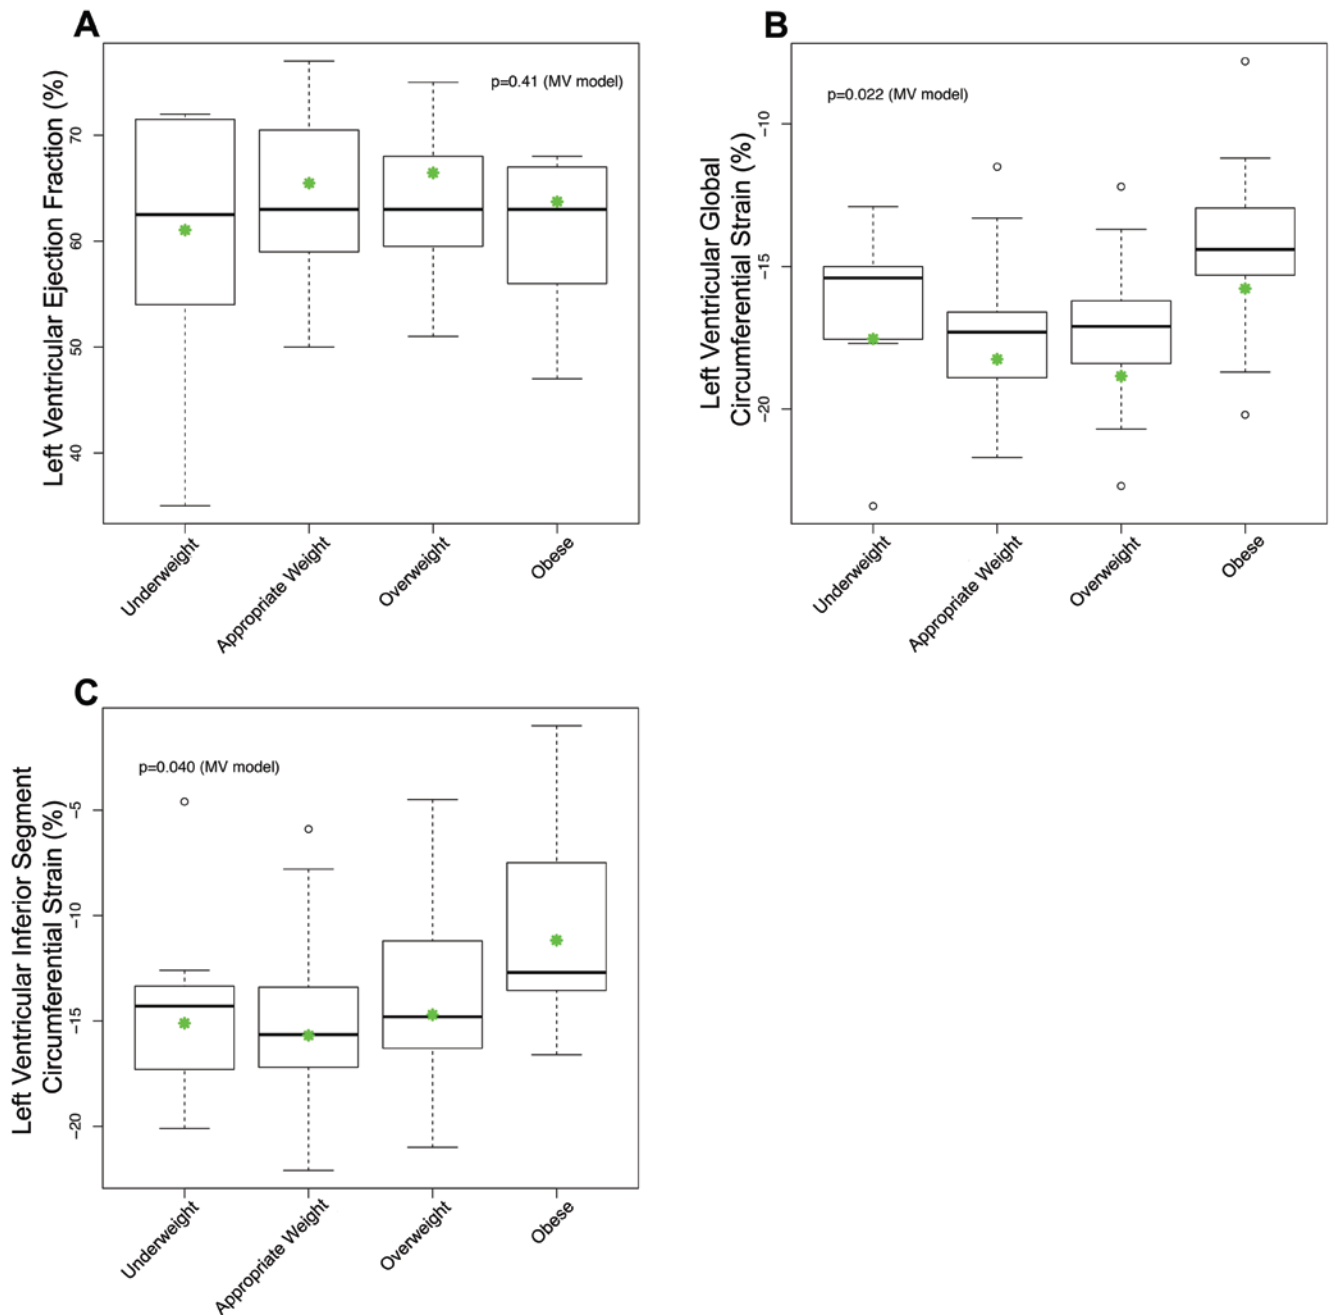 A
Left Ventricular Ejection Fraction (%)
70
60
50
40
p=0.41 (MV model)
Underweight
Appropriate Weight
Overweight
Obese
B
Left Ventricular Global
Circumferential Strain (%)
-10
-15
-20
p=0.022 (MV model)
Underweight
Appropriate Weight
Overweight
Obese
C
Left Ventricular Inferior Segment
Circumferential Strain (%)
-5
-10
-15
-20
p=0.040 (MV model)
Underweight
Appropriate Weight
Overweight
Obese